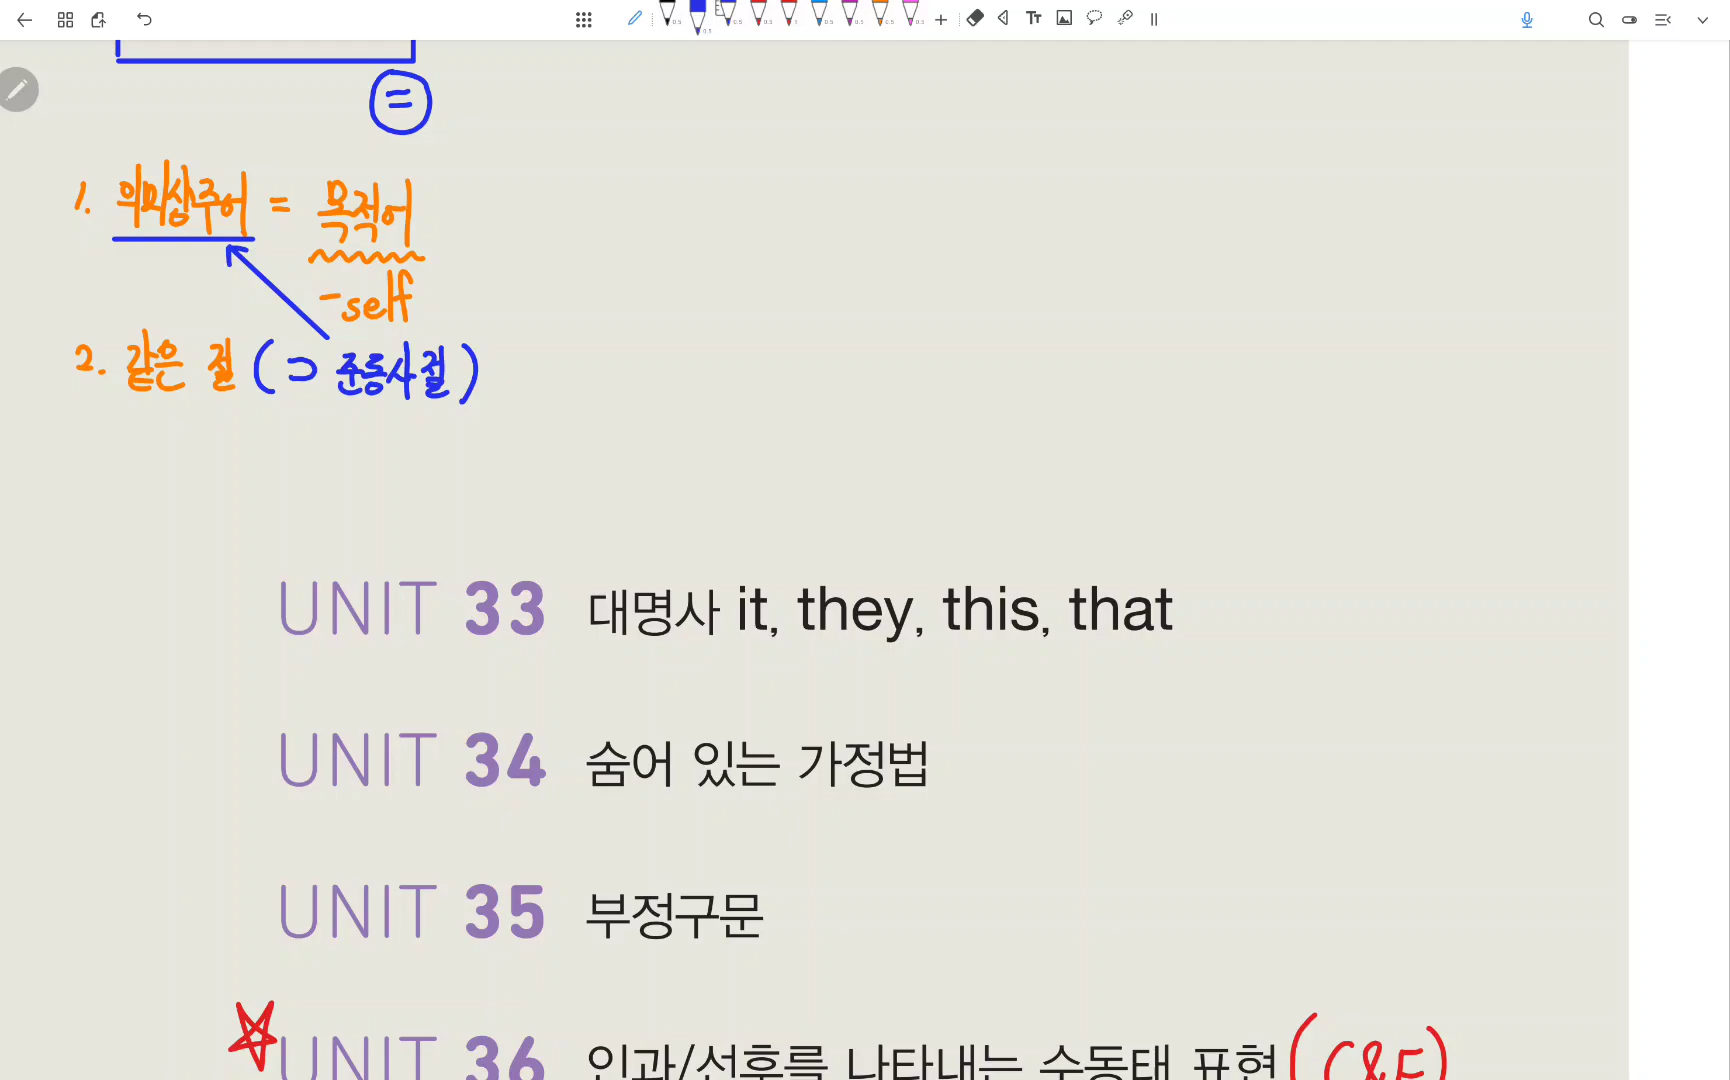 =
1. 의미상주어 = 목적어
-self
2. 같은 절 (⊃ 준동사절)
UNIT 33 대명사 it, they, this, that
UNIT 34 숨어 있는 가정법
UNIT 35 부정구문
UNIT 36 인과/선후를 나타내는 수동태 표현 (C&E)